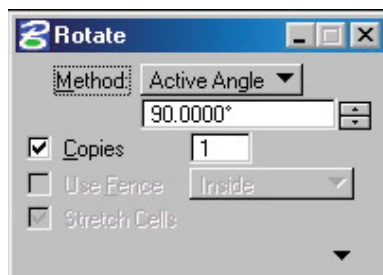 Rotate
Method: Active Angle
90.0000°
Copies 1
Use Fence Inside
Stretch Cells